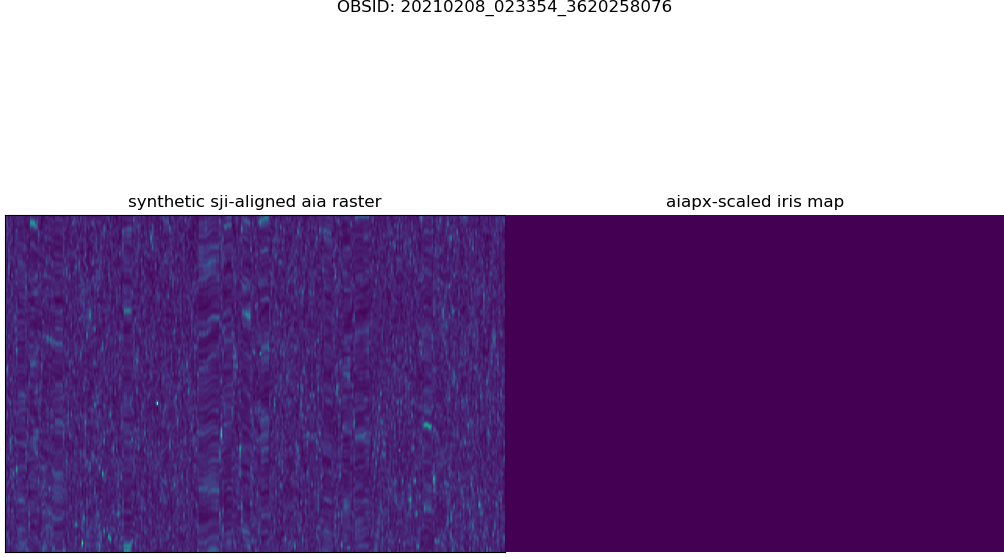 OBSID: 20210208_023354_3620258076
synthetic sji-aligned aia raster
aiapx-scaled iris map